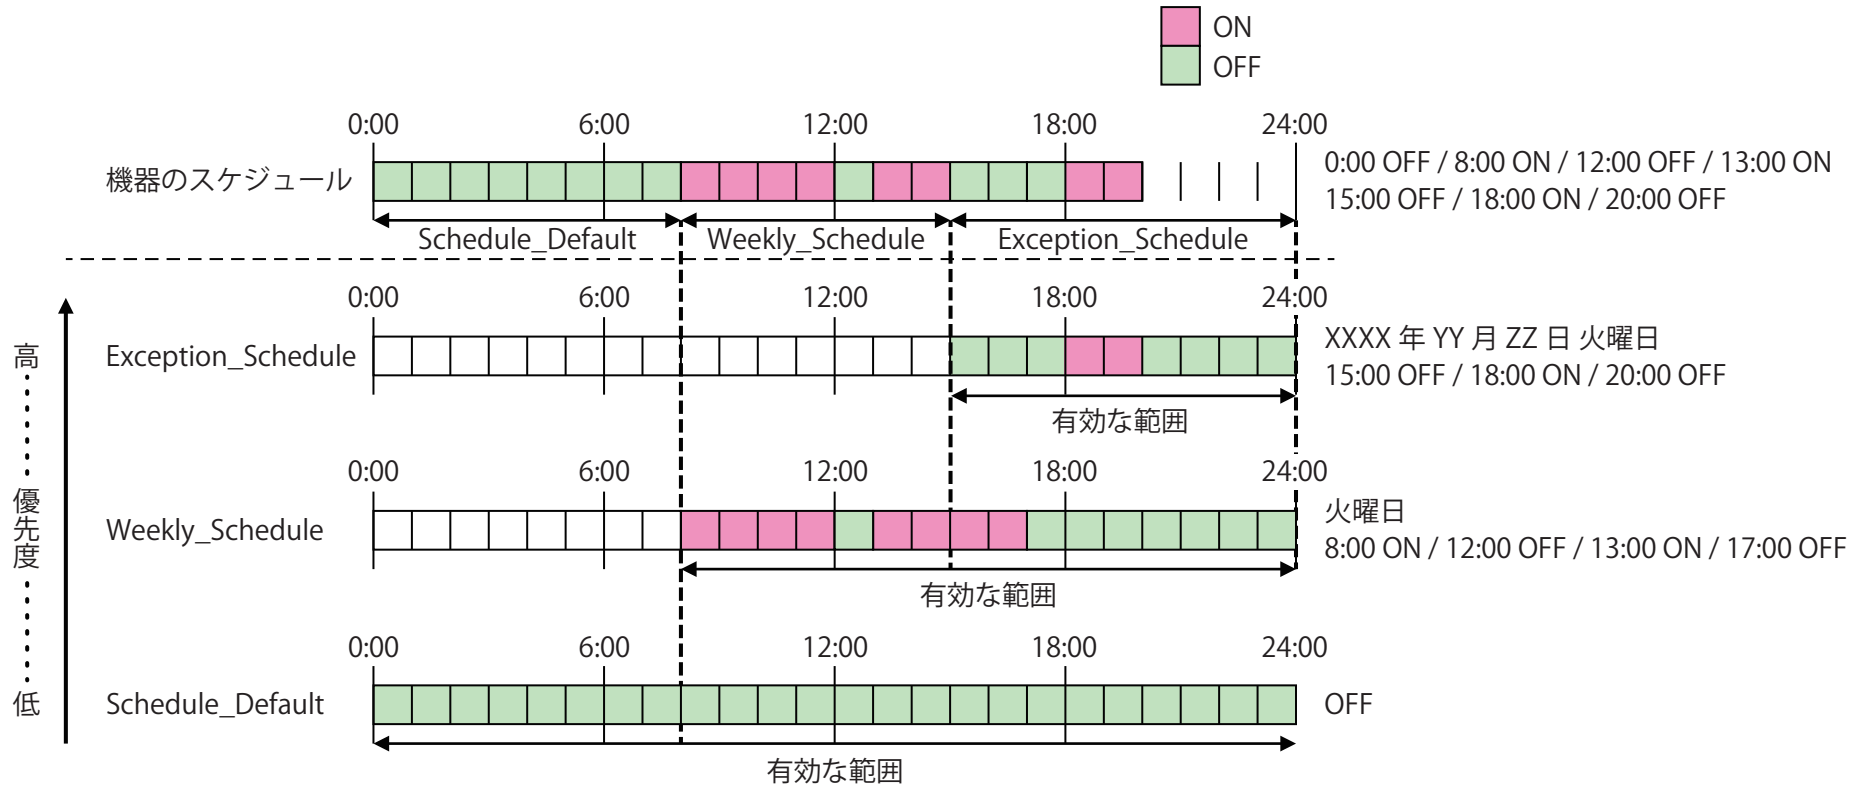 ON
OFF
0:00 6:00 12:00 18:00 24:00
機器のスケジュール
0:00 OFF / 8:00 ON / 12:00 OFF / 13:00 ON
15:00 OFF / 18:00 ON / 20:00 OFF
Schedule_Default Weekly_Schedule Exception_Schedule
0:00 6:00 12:00 18:00 24:00
高
優先度
低
Exception_Schedule
XXXX 年 YY 月 ZZ 日 火曜日
15:00 OFF / 18:00 ON / 20:00 OFF
有効な範囲
0:00 6:00 12:00 18:00 24:00
Weekly_Schedule
火曜日
8:00 ON / 12:00 OFF / 13:00 ON / 17:00 OFF
有効な範囲
0:00 6:00 12:00 18:00 24:00
Schedule_Default
OFF
有効な範囲